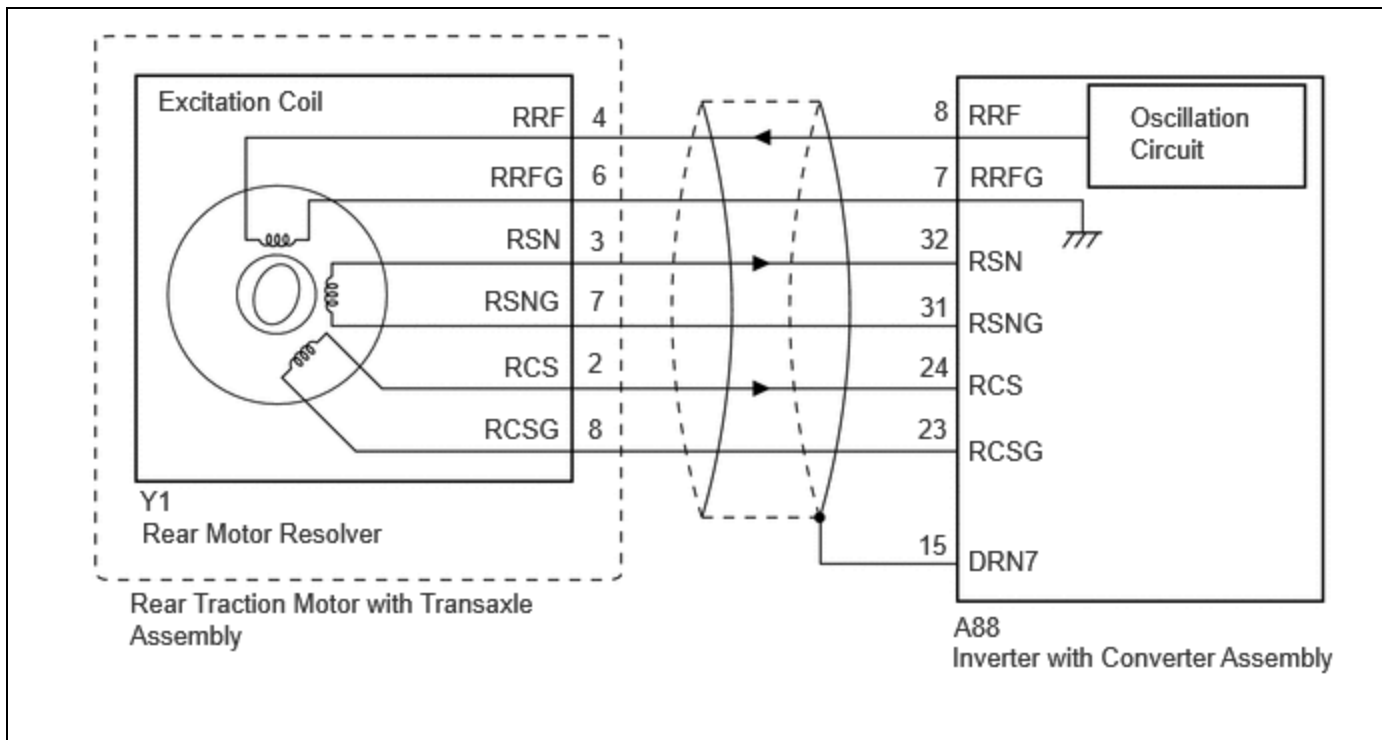 Excitation Coil
RRF 4
8 RRF
Oscillation
Circuit
RRFG 6
7 RRFG
RSN 3
32 RSN
RSNG 7
31 RSNG
RCS 2
24 RCS
RCSG 8
23 RCSG
Y1
Rear Motor Resolver
15 DRN7
Rear Traction Motor with Transaxle
Assembly
A88
Inverter with Converter Assembly